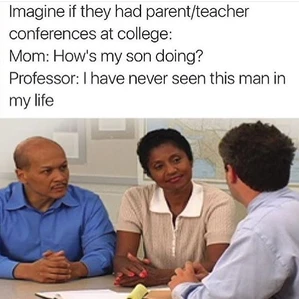 Imagine if they had parent/teacher
conferences at college:
Mom: How's my son doing?
Professor: I have never seen this man in
my life